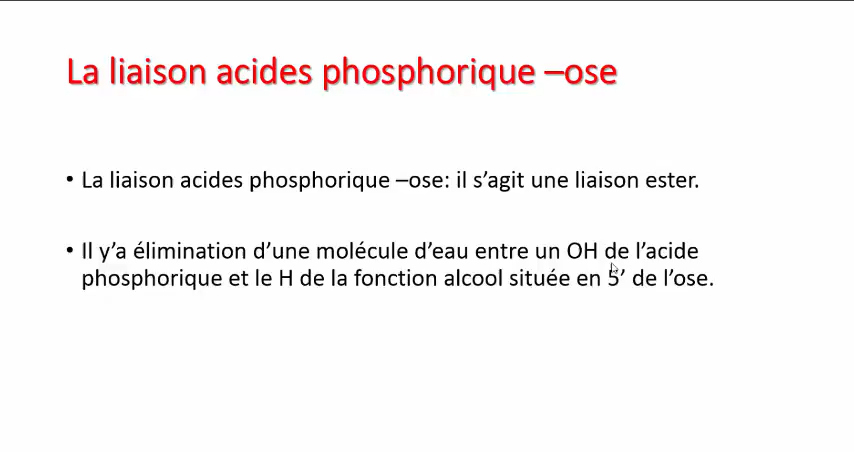 La liaison acides phosphorique –ose
• La liaison acides phosphorique –ose: il s’agit une liaison ester.
• Il y’a élimination d’une molécule d’eau entre un OH de l’acide
phosphorique et le H de la fonction alcool située en 5’ de l’ose.